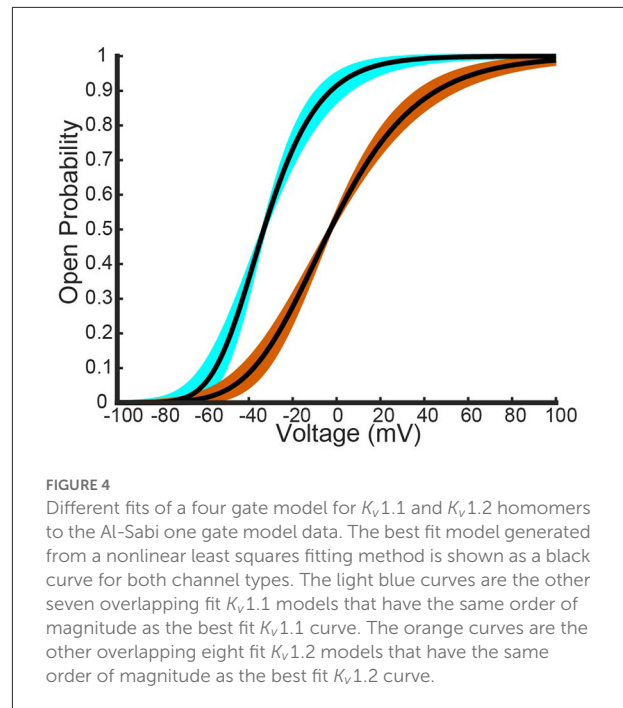 1
0.9
0.8
0.7
0.6
0.5
0.4
0.3
0.2
0.1
0
Open Probability
-100 -80 -60 -40 -20 0 20 40 60 80 100
Voltage (mV)
FIGURE 4
Different fits of a four gate model for Kv1.1 and Kv1.2 homomers
to the Al-Sabi one gate model data. The best fit model generated
from a nonlinear least squares fitting method is shown as a black
curve for both channel types. The light blue curves are the other
seven overlapping fit Kv1.1 models that have the same order of
magnitude as the best fit Kv1.1 curve. The orange curves are the
other overlapping eight fit Kv1.2 models that have the same
order of magnitude as the best fit Kv1.2 curve.